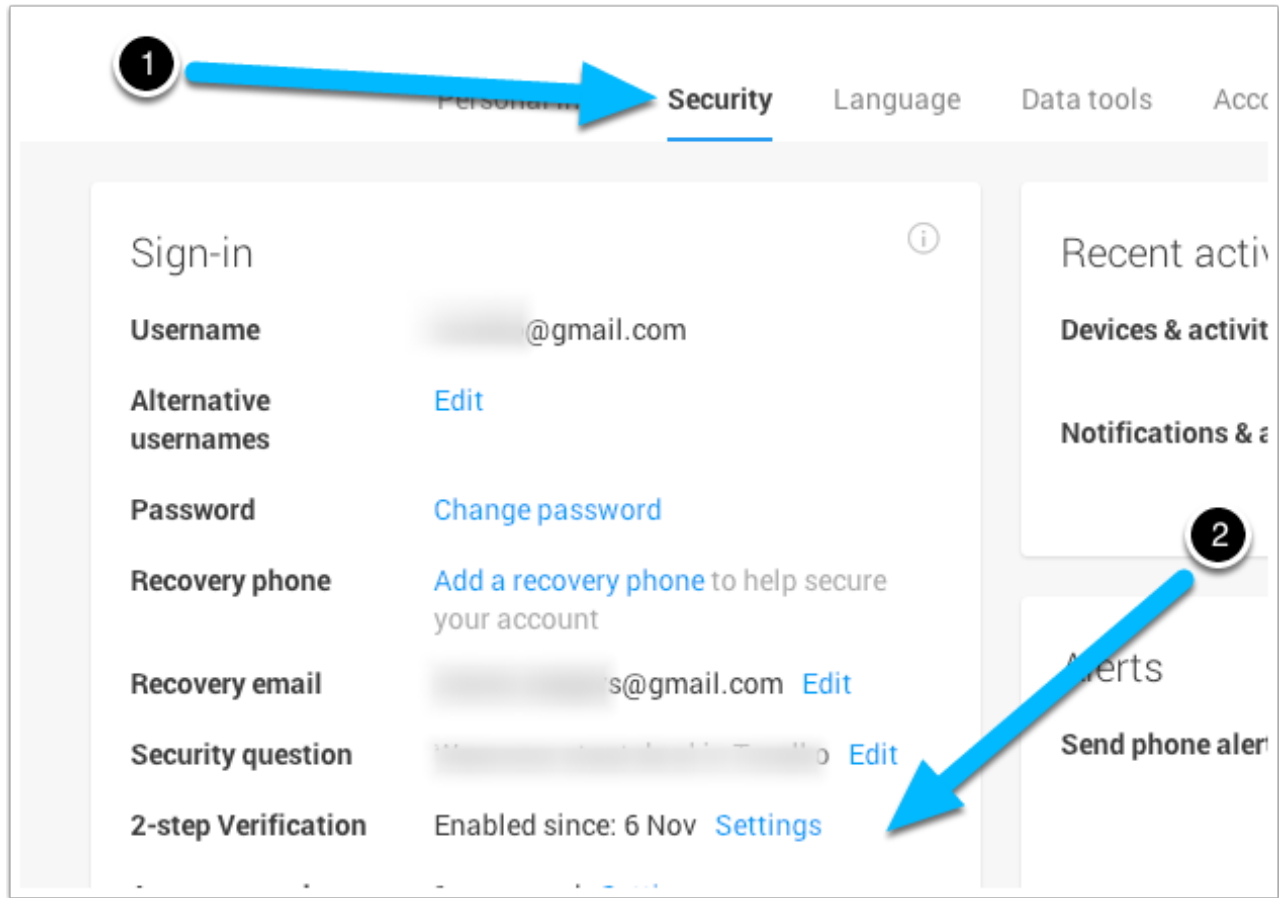 1
Security Language Data tools
Sign-in
Username @gmail.com
Alternative usernames Edit
Password Change password
Recovery phone Add a recovery phone to help secure your account
Recovery email s@gmail.com Edit
Security question Edit
2-step Verification Enabled since: 6 Nov Settings
Recent
Devices &
Notifications &
2
Alerts
Send phone